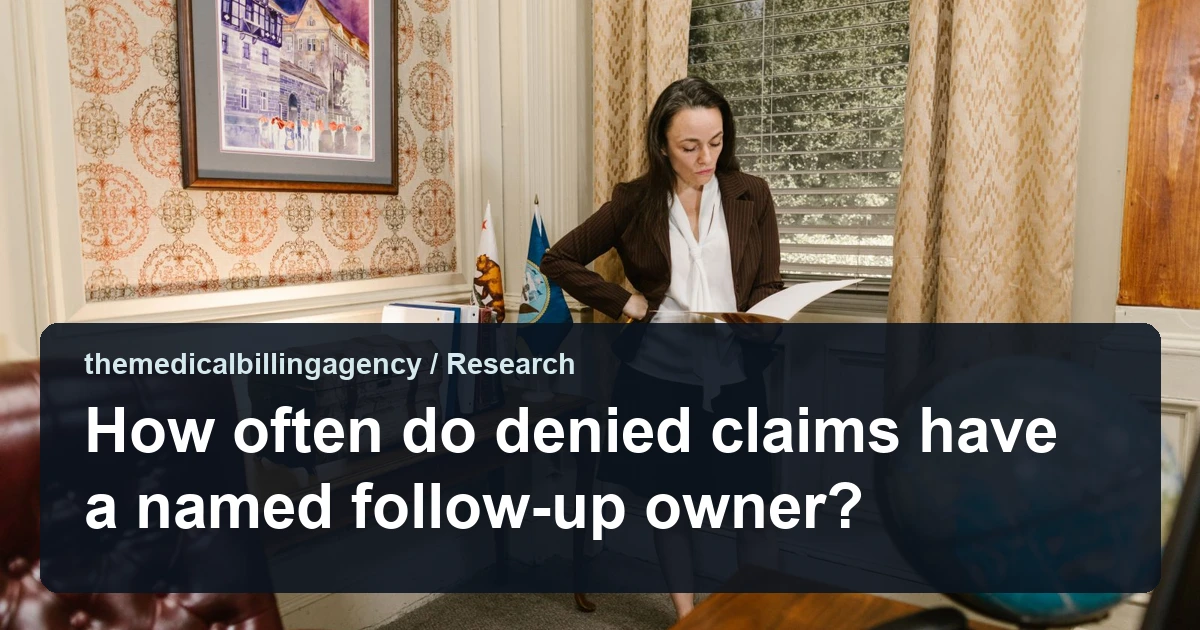 themedicalbillingagency / Research
How often do denied claims have
a named follow-up owner?